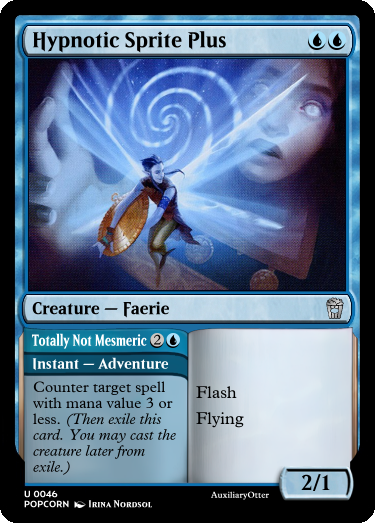 Hypnotic Sprite Plus
Creature — Faerie
Totally Not Mesmeric 2
Instant — Adventure
Counter target spell
with mana value 3 or
less. (Then exile this
card. You may cast the
creature later from
exile.)
Flash
Flying
2/1
U 0046
POPCORN Irina Nordsol
AuxiliaryOtter